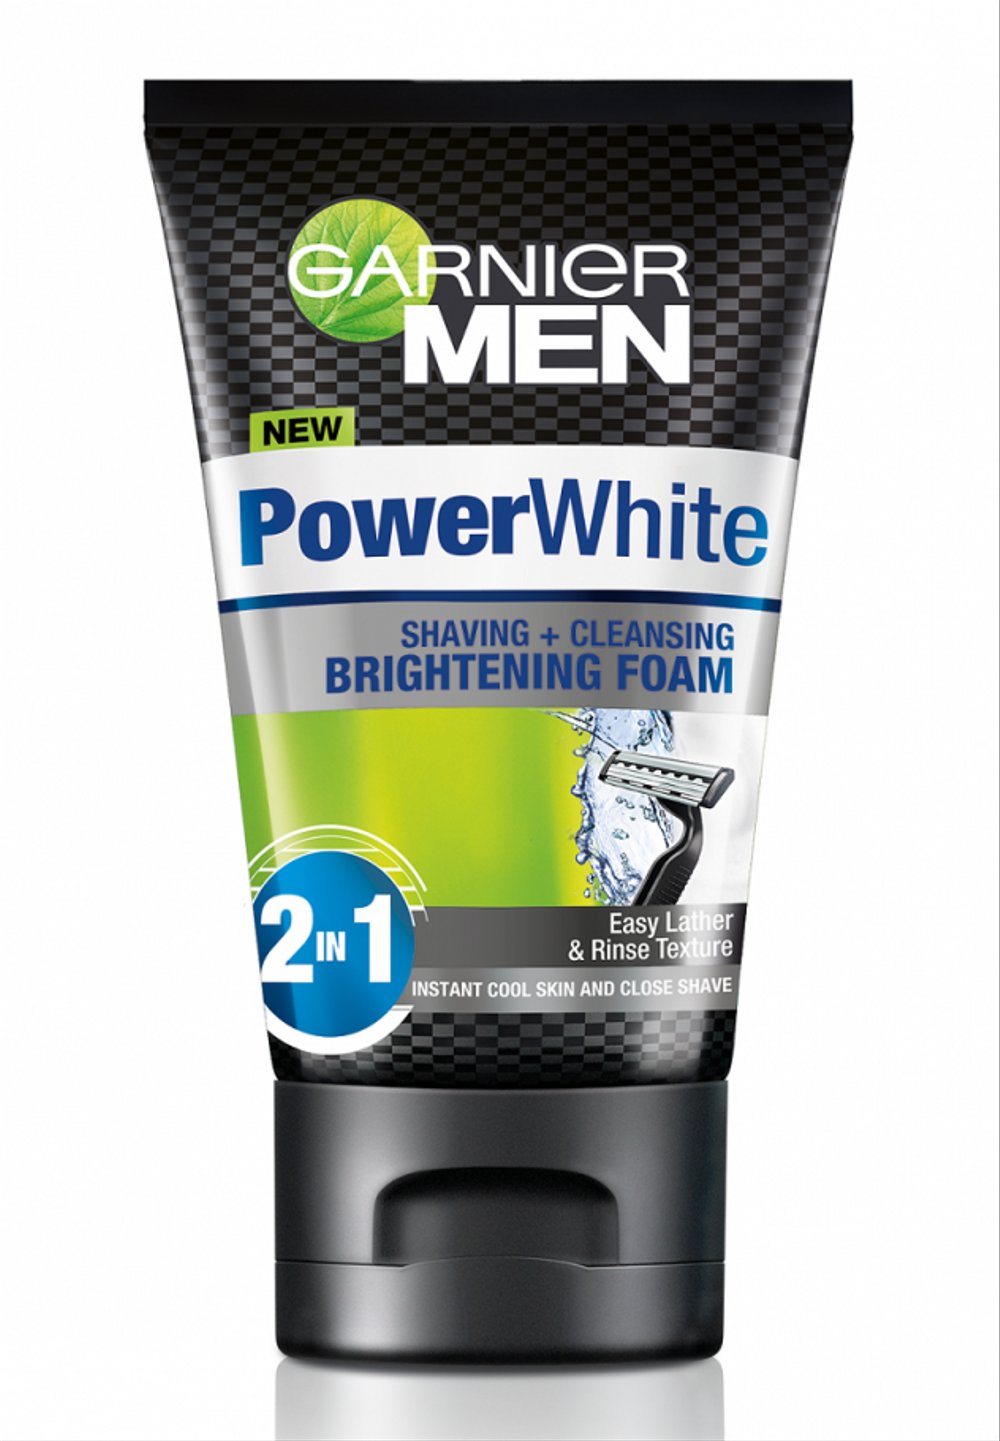 GARNIER
MEN
NEW
PowerWhite
SHAVING + CLEANSING
BRIGHTENING FOAM
2 IN 1
Easy Lather
& Rinse Texture
INSTANT COOL SKIN AND CLOSE SHAVE